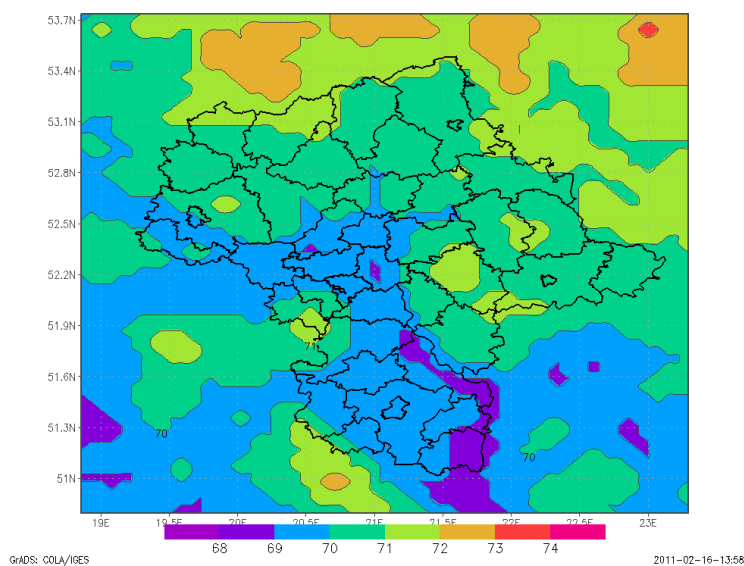 53.7N
53.4N
53.1N
52.8N
52.5N
52.2N
51.9N
71
51.6N
70
51.3N
70
51N
19E 19.5E 20E 20.5E 21E 21.5E 22E 22.5E 23E
68 69 70 71 72 73 74
GrADS: COLA/IGES 2011-02-16-13:58